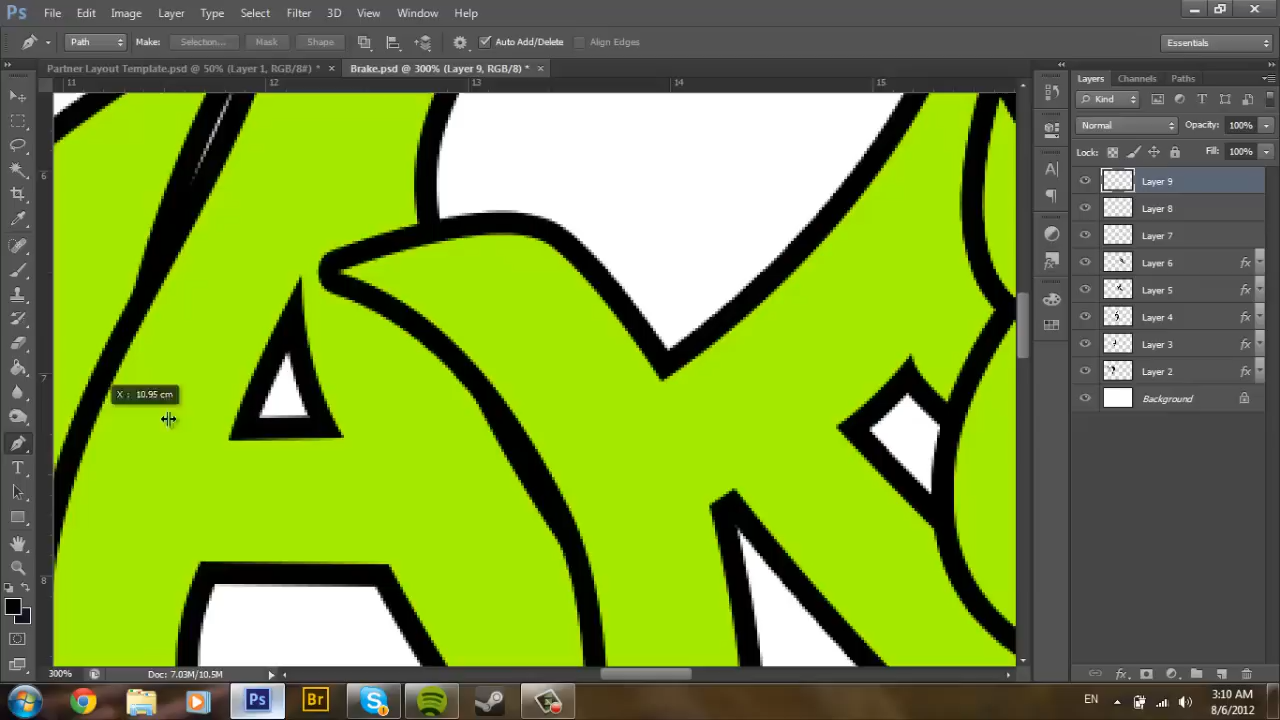 Ps File Edit Image Layer Type Select Filter 3D View Window Help
Path Make: Selection... Mask Shape Auto Add/Delete Align Edges Essentials
Partner Layout Template.psd @ 50% (Layer 1, RGB/8#) * × Brake.psd @ 300% (Layer 9, RGB/8) * ×
Layers Channels Paths
11 12 13 14 15
Kind
Normal Opacity: 100%
Lock: Fill: 100%
6
7
8
Layer 9
Layer 8
Layer 7
Layer 6 fx
Layer 5 fx
Layer 4 fx
Layer 3 fx
Layer 2 fx
Background
X : 10.95 cm
300% Doc: 7.03M/10.5M
Ps Br EN 3:10 AM
8/6/2012